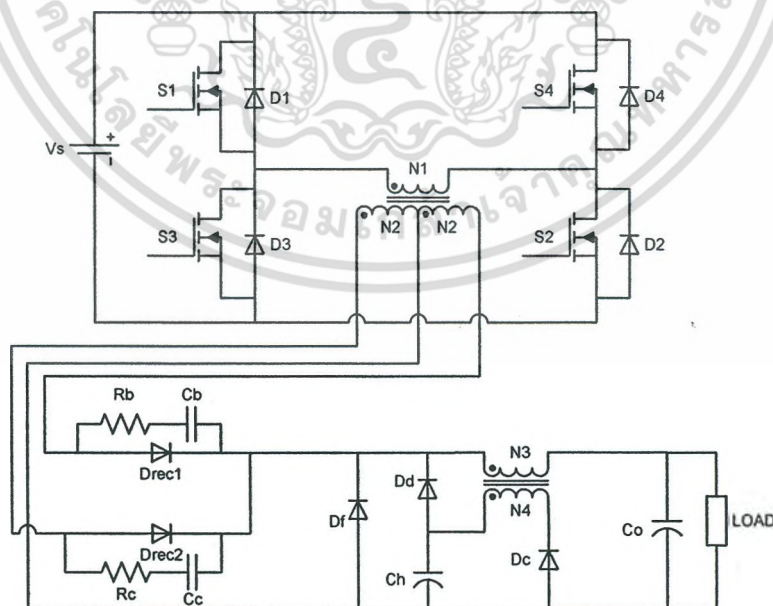 S1
D1
S4
D4
Vs
+
-
N1
N2
N2
S3
D3
S2
D2
Rb
Cb
Drec1
Drec2
Rc
Cc
Df
Dd
Ch
N3
N4
Dc
Co
LOAD